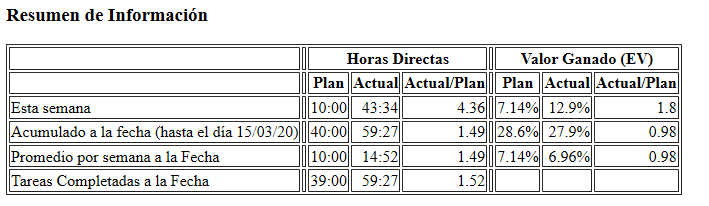 Resumen de Información
Horas Directas Valor Ganado (EV)
Plan Actual Actual/Plan Plan Actual Actual/Plan
Esta semana 10:00 43:34 4.36 7.14% 12.9% 1.8
Acumulado a la fecha (hasta el día 15/03/20) 40:00 59:27 1.49 28.6% 27.9% 0.98
Promedio por semana a la Fecha 10:00 14:52 1.49 7.14% 6.96% 0.98
Tareas Completadas a la Fecha 39:00 59:27 1.52